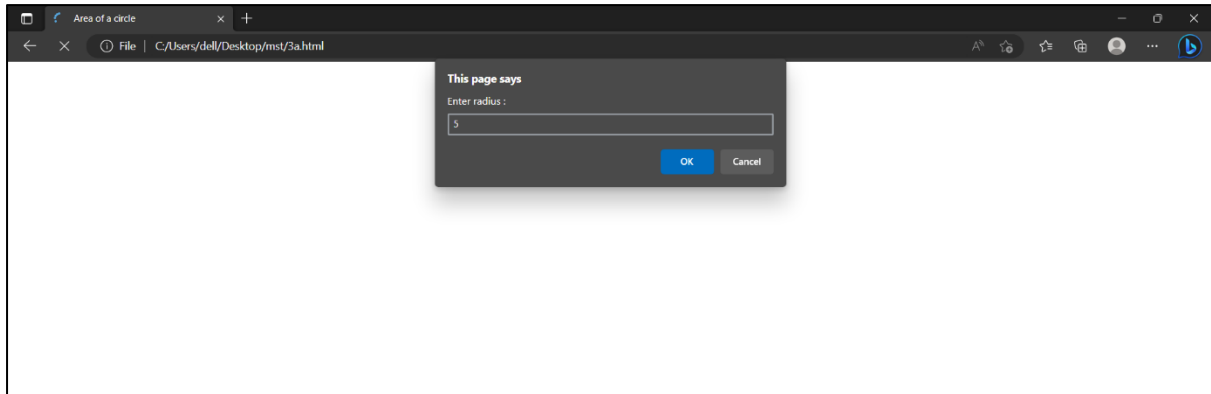 Area of a circle
File | C:/Users/dell/Desktop/mst/3a.html
This page says
Enter radius :
5
OK Cancel